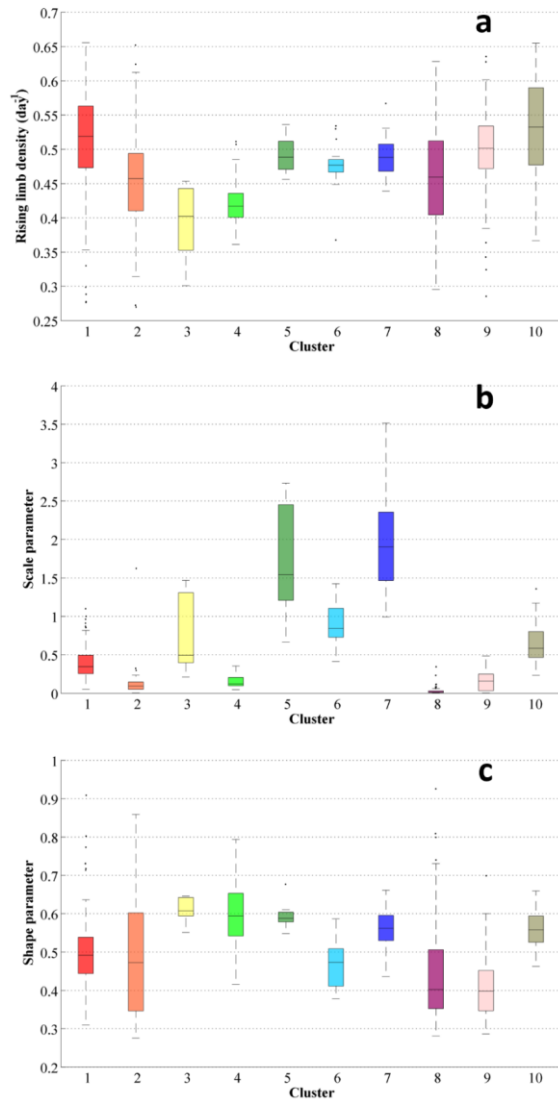 a
0.7
0.65
0.6
0.55
0.5
0.45
0.4
0.35
0.3
0.25
Rising limb density (day⁻¹)
1 2 3 4 5 6 7 8 9 10
Cluster
b
4
3.5
3
2.5
2
1.5
1
0.5
0
Scale parameter
1 2 3 4 5 6 7 8 9 10
Cluster
c
1
0.9
0.8
0.7
0.6
0.5
0.4
0.3
0.2
Shape parameter
1 2 3 4 5 6 7 8 9 10
Cluster